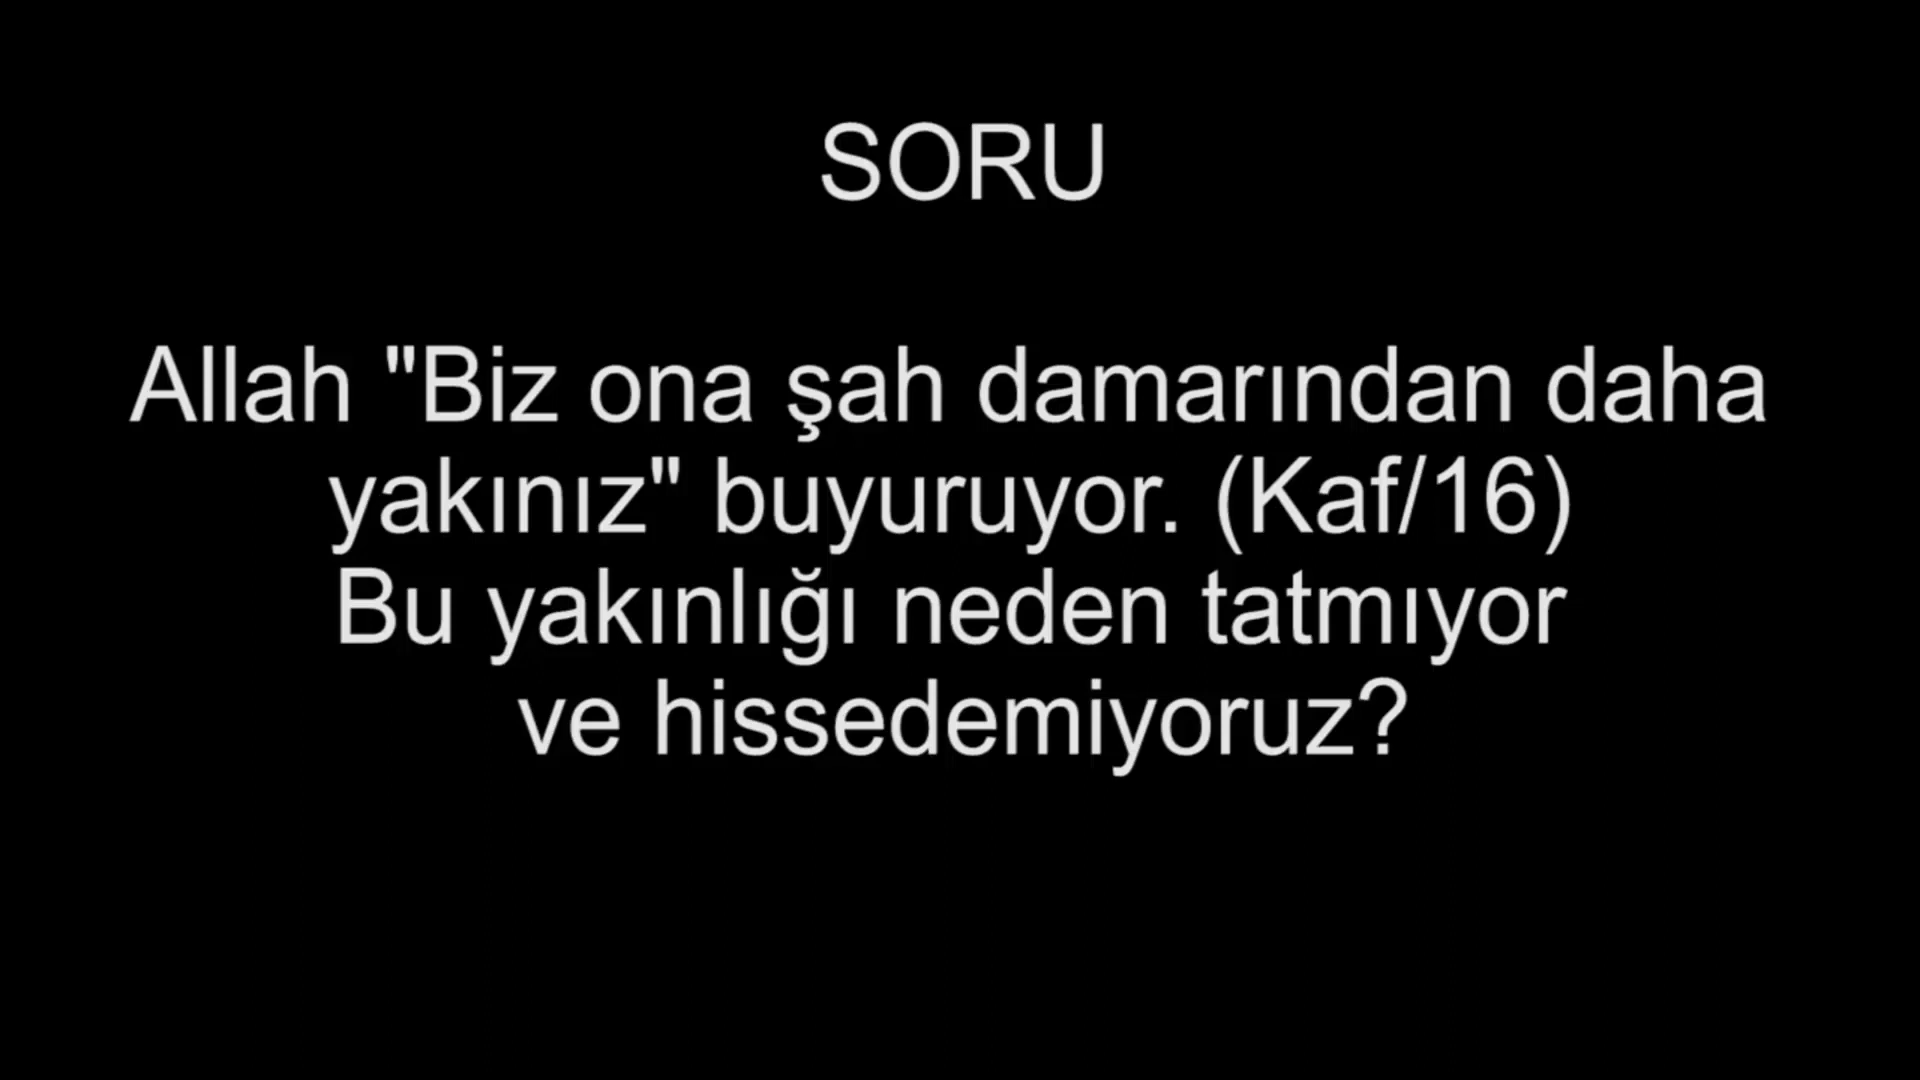 SORU
Allah "Biz ona şah damarından daha
yakınız" buyuruyor. (Kaf/16)
Bu yakınlığı neden tatmıyor
ve hissedemiyoruz?